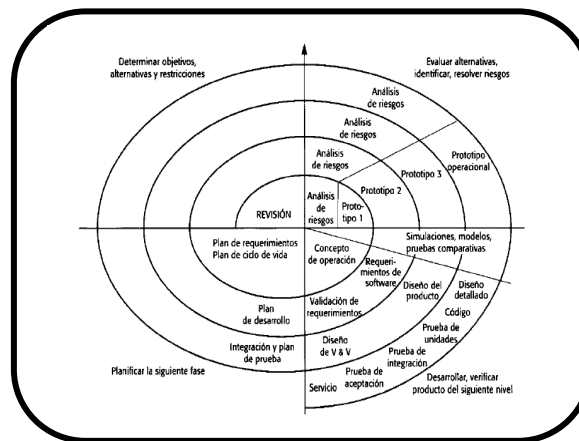 Determinar objetivos,
alternativas y restricciones
Evaluar alternativas,
identificar, resolver riesgos
Análisis
de riesgos
Análisis
de riesgos
Análisis
de riesgos
Análisis
de
riesgos
Prototipo
operacional
Prototipo 3
Prototipo 2
Proto-
tipo 1
REVISIÓN
Simulaciones, modelos,
pruebas comparativas
Plan de requerimientos
Plan de ciclo de vida
Concepto
de operación
Requeri-
mientos de
software
Diseño del
producto
Diseño
detallado
Plan
de desarrollo
Validación de
requerimientos
Código
Prueba de
unidades
Integración y plan
de prueba
Diseño
de V & V
Prueba de
integración
Prueba de
aceptación
Servicio
Planificar la siguiente fase
Desarrollar, verificar
producto del siguiente nivel